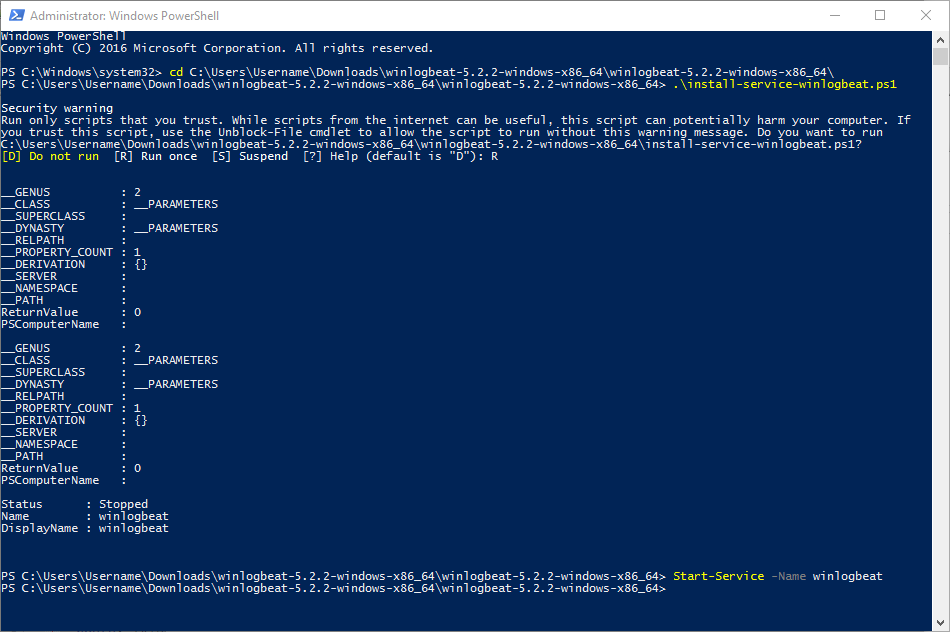 Administrator: Windows PowerShell
Windows PowerShell
Copyright (C) 2016 Microsoft Corporation. All rights reserved.
PS C:\Windows\system32> cd C:\Users\Username\Downloads\winlogbeat-5.2.2-windows-x86_64\winlogbeat-5.2.2-windows-x86_64\
PS C:\Users\Username\Downloads\winlogbeat-5.2.2-windows-x86_64\winlogbeat-5.2.2-windows-x86_64> .\install-service-winlogbeat.ps1
Security warning
Run only scripts that you trust. While scripts from the internet can be useful, this script can potentially harm your computer. If
you trust this script, use the Unblock-File cmdlet to allow the script to run without this warning message. Do you want to run
C:\Users\Username\Downloads\winlogbeat-5.2.2-windows-x86_64\winlogbeat-5.2.2-windows-x86_64\install-service-winlogbeat.ps1?
[D] Do not run  [R] Run once  [S] Suspend  [?] Help (default is "D"): R
__GENUS          : 2
__CLASS          : __PARAMETERS
__SUPERCLASS     :
__DYNASTY        : __PARAMETERS
__RELPATH        :
__PROPERTY_COUNT : 1
__DERIVATION     : {}
__SERVER         :
__NAMESPACE      :
__PATH           :
ReturnValue      : 0
PSComputerName   :
__GENUS          : 2
__CLASS          : __PARAMETERS
__SUPERCLASS     :
__DYNASTY        : __PARAMETERS
__RELPATH        :
__PROPERTY_COUNT : 1
__DERIVATION     : {}
__SERVER         :
__NAMESPACE      :
__PATH           :
ReturnValue      : 0
PSComputerName   :
Status      : Stopped
Name        : winlogbeat
DisplayName : winlogbeat
PS C:\Users\Username\Downloads\winlogbeat-5.2.2-windows-x86_64\winlogbeat-5.2.2-windows-x86_64> Start-Service -Name winlogbeat
PS C:\Users\Username\Downloads\winlogbeat-5.2.2-windows-x86_64\winlogbeat-5.2.2-windows-x86_64>